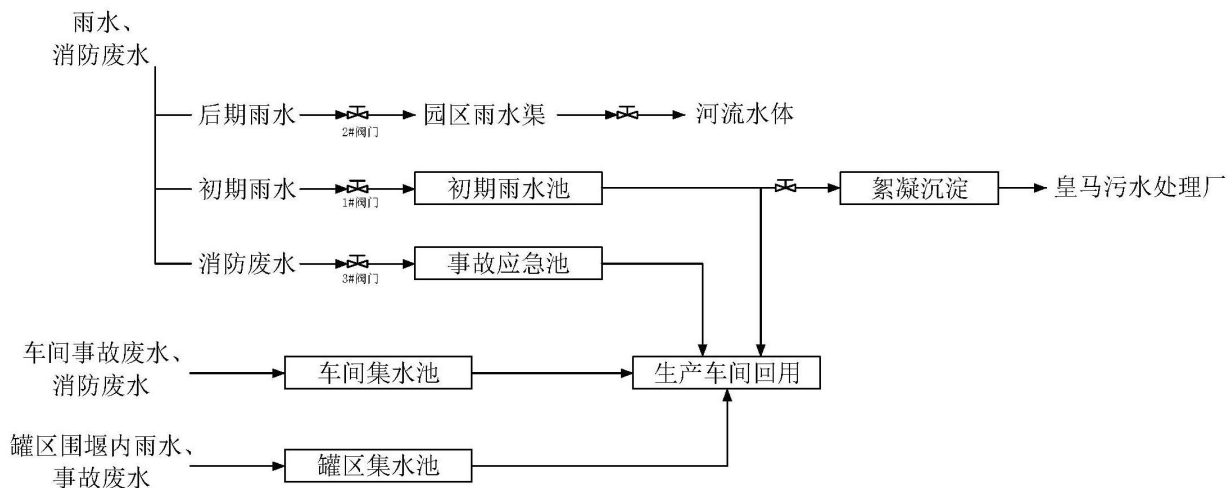 雨水、
消防废水
后期雨水
2#阀门
园区雨水渠
河流水体
初期雨水
1#阀门
初期雨水池
絮凝沉淀
皇马污水处理厂
消防废水
3#阀门
事故应急池
车间事故废水、
消防废水
车间集水池
生产车间回用
罐区围堰内雨水、
事故废水
罐区集水池